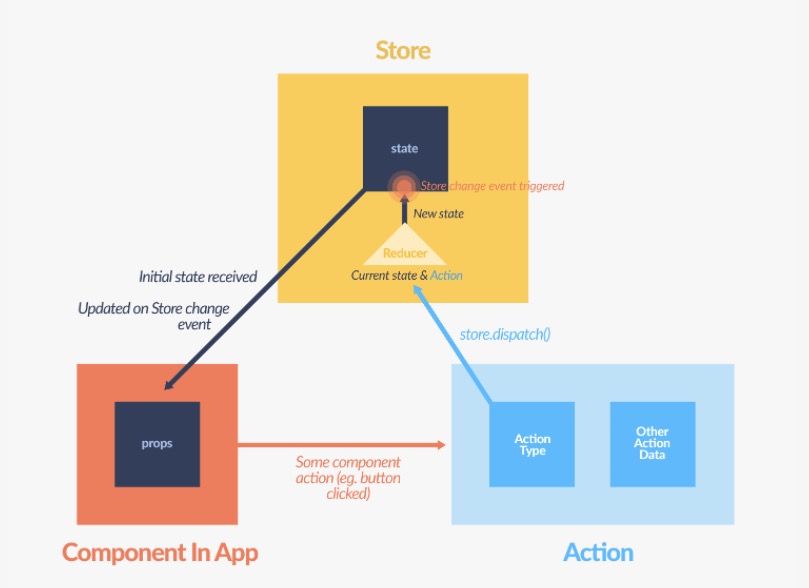 Store
state
Store change event triggered
New state
Reducer
Current state & Action
Initial state received
Updated on Store change
event
store.dispatch()
props
Some component
action (eg. button
clicked)
Action
Type
Other
Action
Data
Component In App
Action